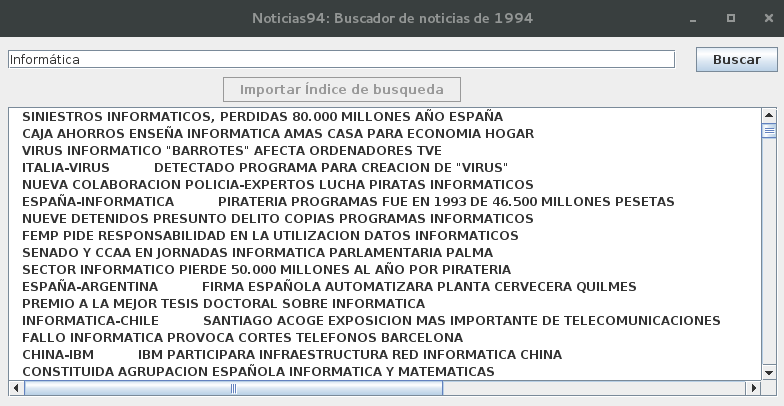 Noticias94: Buscador de noticias de 1994
Informática
Buscar
Importar Índice de busqueda
SINIESTROS INFORMATICOS, PERDIDAS 80.000 MILLONES AÑO ESPAÑA
CAJA AHORROS ENSEÑA INFORMATICA AMAS CASA PARA ECONOMIA HOGAR
VIRUS INFORMATICO "BARROTES" AFECTA ORDENADORES TVE
ITALIA-VIRUS DETECTADO PROGRAMA PARA CREACION DE "VIRUS"
NUEVA COLABORACION POLICIA-EXPERTOS LUCHA PIRATAS INFORMATICOS
ESPAÑA-INFORMATICA PIRATERIA PROGRAMAS FUE EN 1993 DE 46.500 MILLONES PESETAS
NUEVE DETENIDOS PRESUNTO DELITO COPIAS PROGRAMAS INFORMATICOS
FEMP PIDE RESPONSABILIDAD EN LA UTILIZACION DATOS INFORMATICOS
SENADO Y CCAA EN JORNADAS INFORMATICA PARLAMENTARIA PALMA
SECTOR INFORMATICO PIERDE 50.000 MILLONES AL AÑO POR PIRATERIA
ESPAÑA-ARGENTINA FIRMA ESPAÑOLA AUTOMATIZARA PLANTA CERVECERA QUILMES
PREMIO A LA MEJOR TESIS DOCTORAL SOBRE INFORMATICA
INFORMATICA-CHILE SANTIAGO ACOGE EXPOSICION MAS IMPORTANTE DE TELECOMUNICACIONES
FALLO INFORMATICA PROVOCA CORTES TELEFONOS BARCELONA
CHINA-IBM IBM PARTICIPARA INFRAESTRUCTURA RED INFORMATICA CHINA
CONSTITUIDA AGRUPACION ESPAÑOLA INFORMATICA Y MATEMATICAS